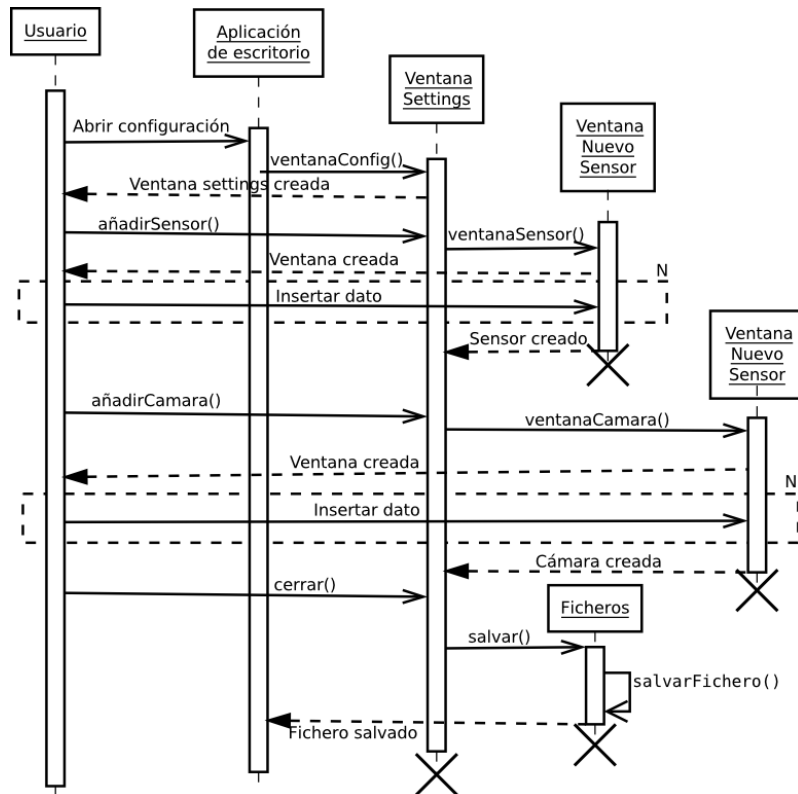 Usuario
Aplicación
de escritorio
Ventana
Settings
Ventana
Nuevo
Sensor
Abrir configuración
ventanaConfig()
Ventana settings creada
añadirSensor()
ventanaSensor()
Ventana creada
N
Insertar dato
Sensor creado
Ventana
Nuevo
Sensor
añadirCamara()
ventanaCamara()
Ventana creada
N
Insertar dato
Cámara creada
cerrar()
Ficheros
salvar()
salvarFichero()
Fichero salvado